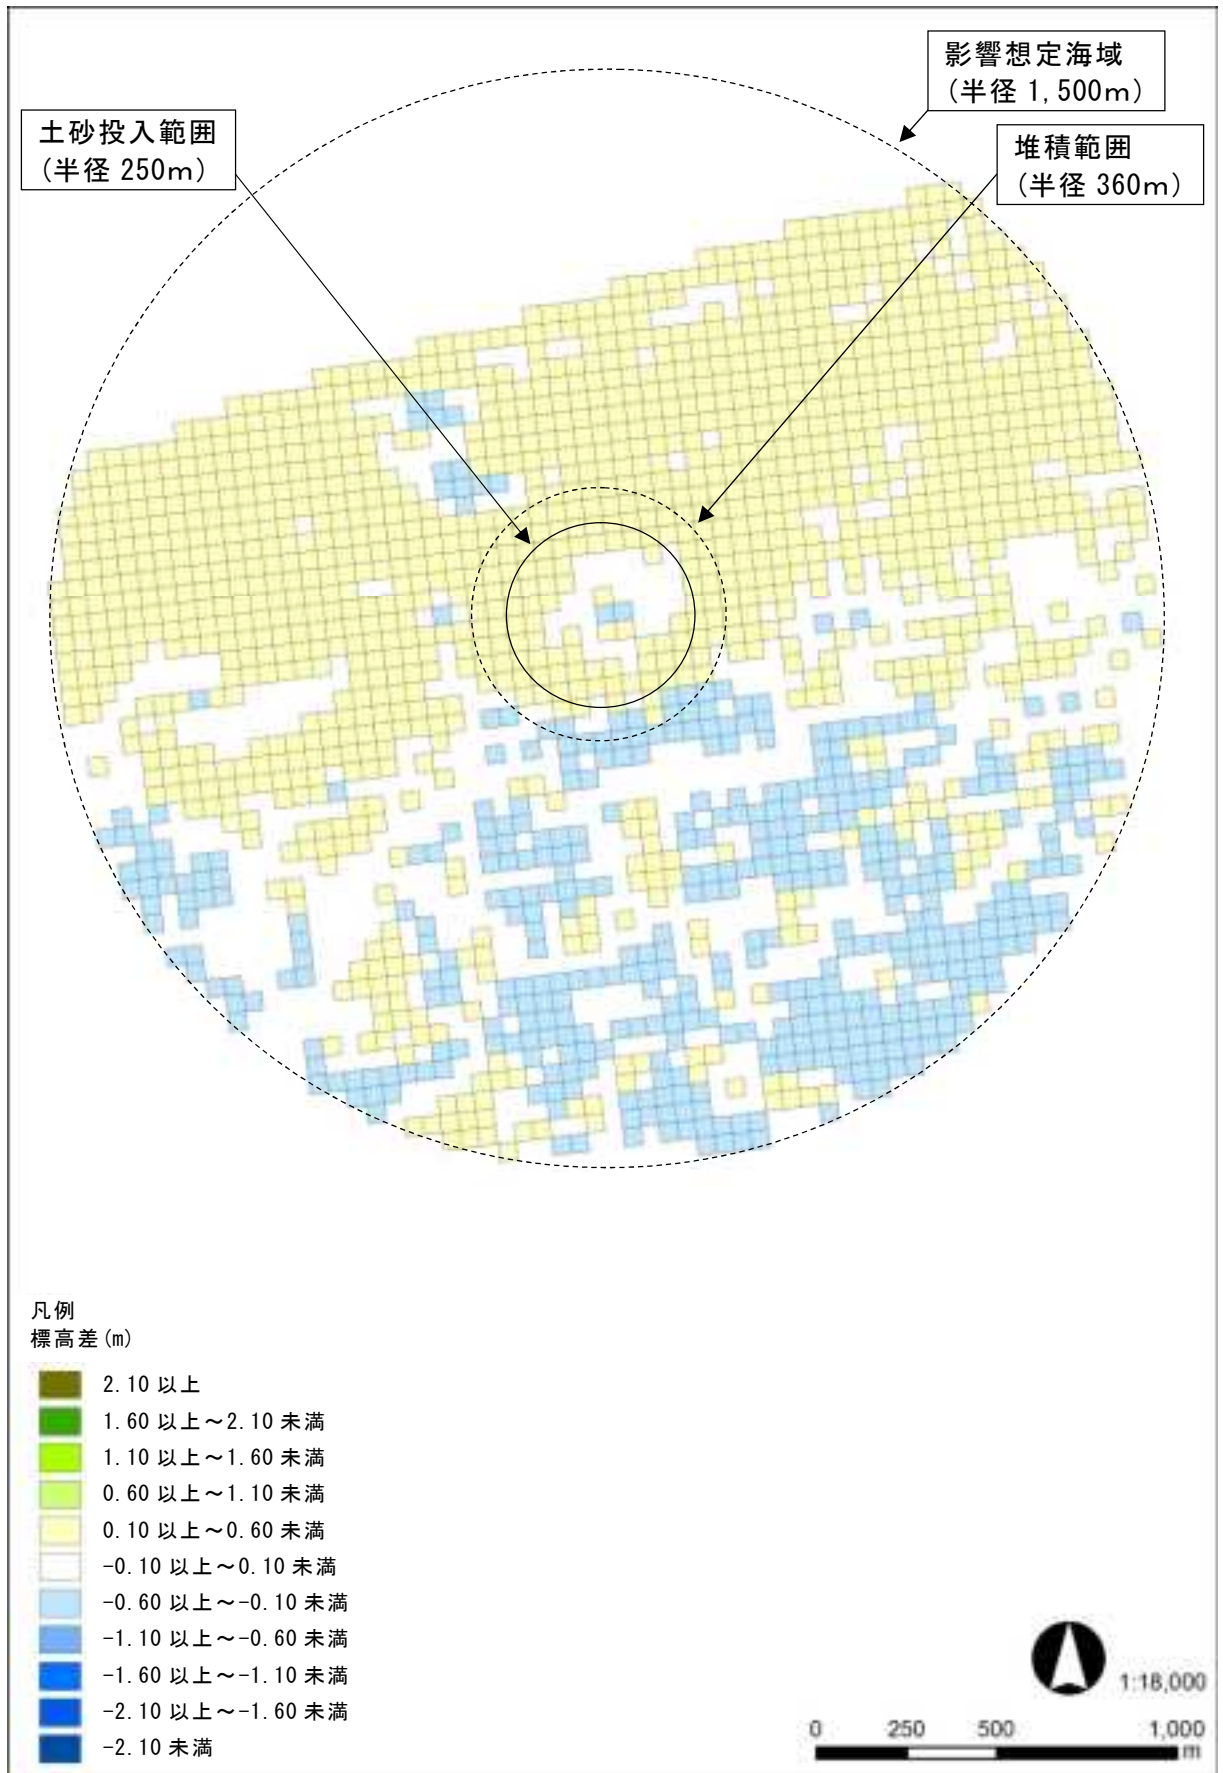 影響想定海域
(半径 1,500m)
土砂投入範囲
(半径 250m)
堆積範囲
(半径 360m)
凡例
標高差(m)
2.10 以上
1.60 以上～2.10 未満
1.10 以上～1.60 未満
0.60 以上～1.10 未満
0.10 以上～0.60 未満
-0.10 以上～0.10 未満
-0.60 以上～-0.10 未満
-1.10 以上～-0.60 未満
-1.60 以上～-1.10 未満
-2.10 以上～-1.60 未満
-2.10 未満
1:18,000
0 250 500 1,000
m